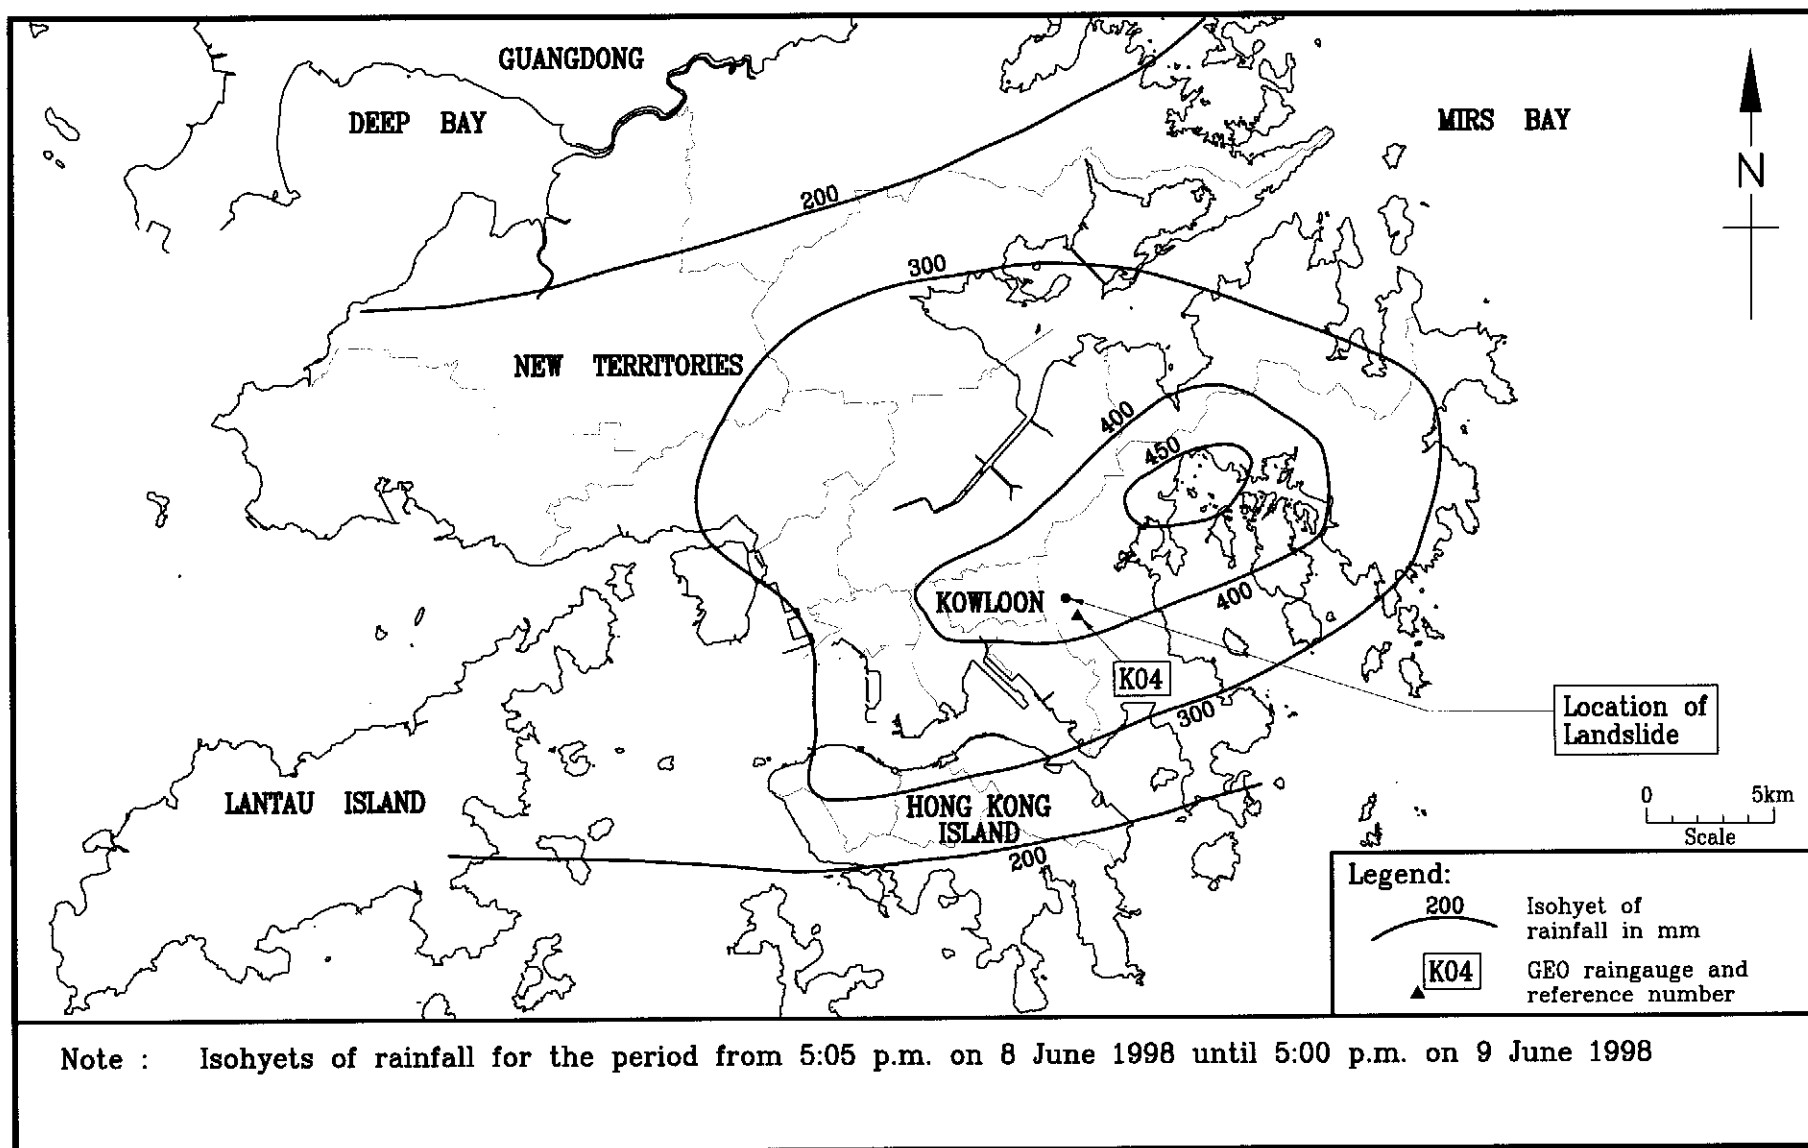 GUANGDONG
DEEP BAY
MIRS BAY
N
200
300
NEW TERRITORIES
400
450
KOWLOON
400
K04
300
Location of
Landslide
LANTAU ISLAND
HONG KONG
ISLAND
200
0 5km
Scale
Legend:
200
Isohyet of
rainfall in mm
K04
GEO raingauge and
reference number
Note : Isohyets of rainfall for the period from 5:05 p.m. on 8 June 1998 until 5:00 p.m. on 9 June 1998